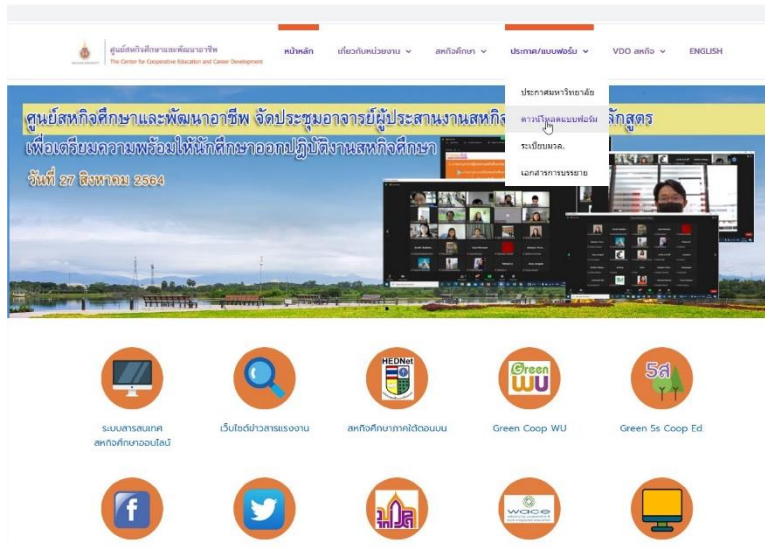 ศูนย์สหกิจศึกษาและพัฒนาอาชีพ
The Center for Cooperative Education and Career Development
หน้าหลัก
เกี่ยวกับหน่วยงาน
สหกิจศึกษา
ประกาศ/แบบฟอร์ม
VDO สหกิจ
ENGLISH
ประกาศมหาวิทยาลัย
ดาวน์โหลดแบบฟอร์ม
ระเบียบมวล.
เอกสารการบรรยาย
ศูนย์สหกิจศึกษาและพัฒนาอาชีพ จัดประชุมอาจารย์ผู้ประสานงานสหกิจ ลักสูตร
เพื่อเตรียมความพร้อมให้นักศึกษาออกปฏิบัติงานสหกิจศึกษา
วันที่ 27 สิงหาคม 2564
HEDNet
Green
WU
5ส
ระบบสารสนเทศ
สหกิจศึกษาออนไลน์
เว็บไซต์ข่าวสารแรงงาน
สหกิจศึกษาภาคใต้ตอนบน
Green Coop WU
Green 5s Coop Ed.
f
wace